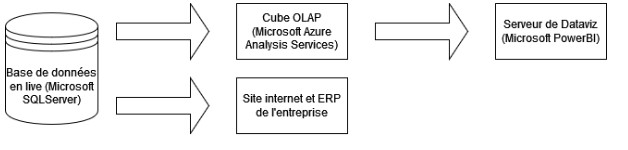 Base de données
en live (Microsoft
SQLServer)
Cube OLAP
(Microsoft Azure
Analysis Services)
Serveur de Dataviz
(Microsoft PowerBI)
Site internet et ERP
de l'entreprise